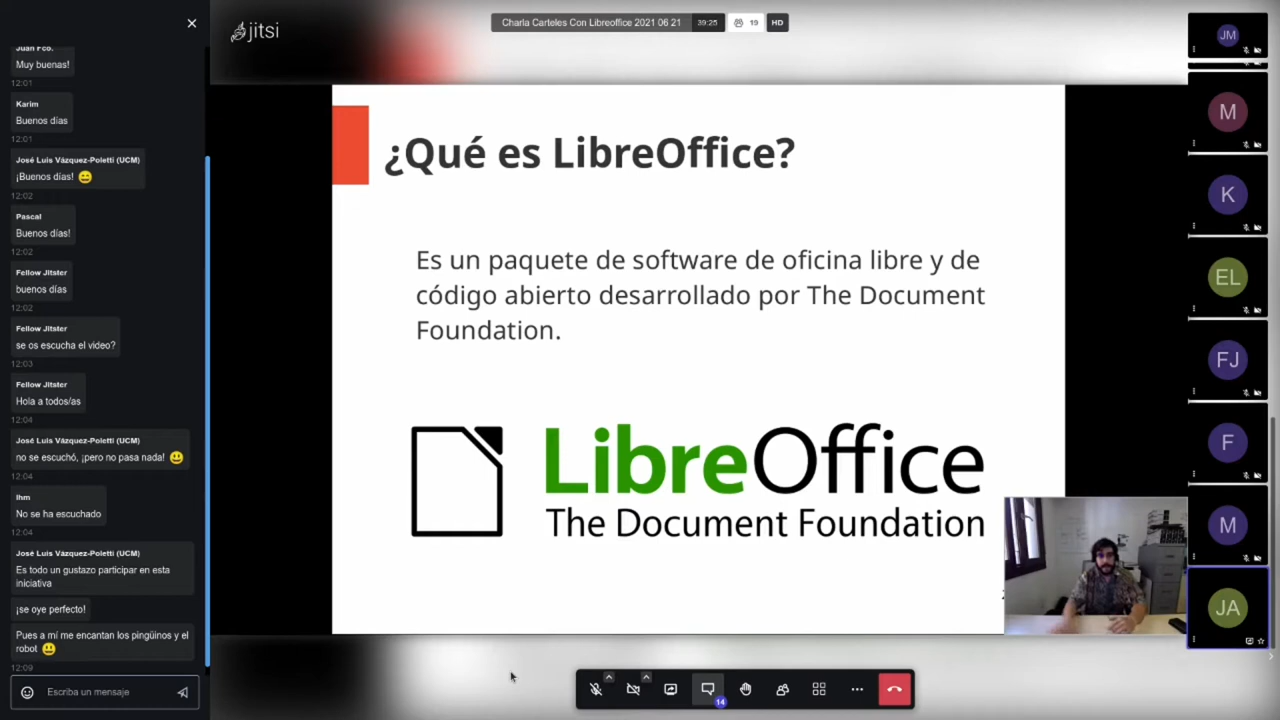 Juan Fco.
Muy buenas!
12:01
Karim
Buenos días
12:01
José Luis Vázquez-Poletti (UCM)
¡Buenos días! 😄
12:02
Pascal
Buenos días!
12:02
Fellow Jitster
buenos días
12:02
Fellow Jitster
se os escucha el video?
12:03
Fellow Jitster
Hola a todos/as
12:04
José Luis Vázquez-Poletti (UCM)
no se escuchó, ¡pero no pasa nada! 😃
12:04
lhm
No se ha escuchado
12:04
José Luis Vázquez-Poletti (UCM)
Es todo un gustazo participar en esta
iniciativa
¡se oye perfecto!
Pues a mí me encantan los pingüinos y el
robot 😃
12:09
Escriba un mensaje
jitsi
Charla Carteles Con Libreoffice 2021 06 21
39:25
19
HD
¿Qué es LibreOffice?
Es un paquete de software de oficina libre y de
código abierto desarrollado por The Document
Foundation.
LibreOffice
The Document Foundation
14
JM
M
K
EL
FJ
F
M
JA